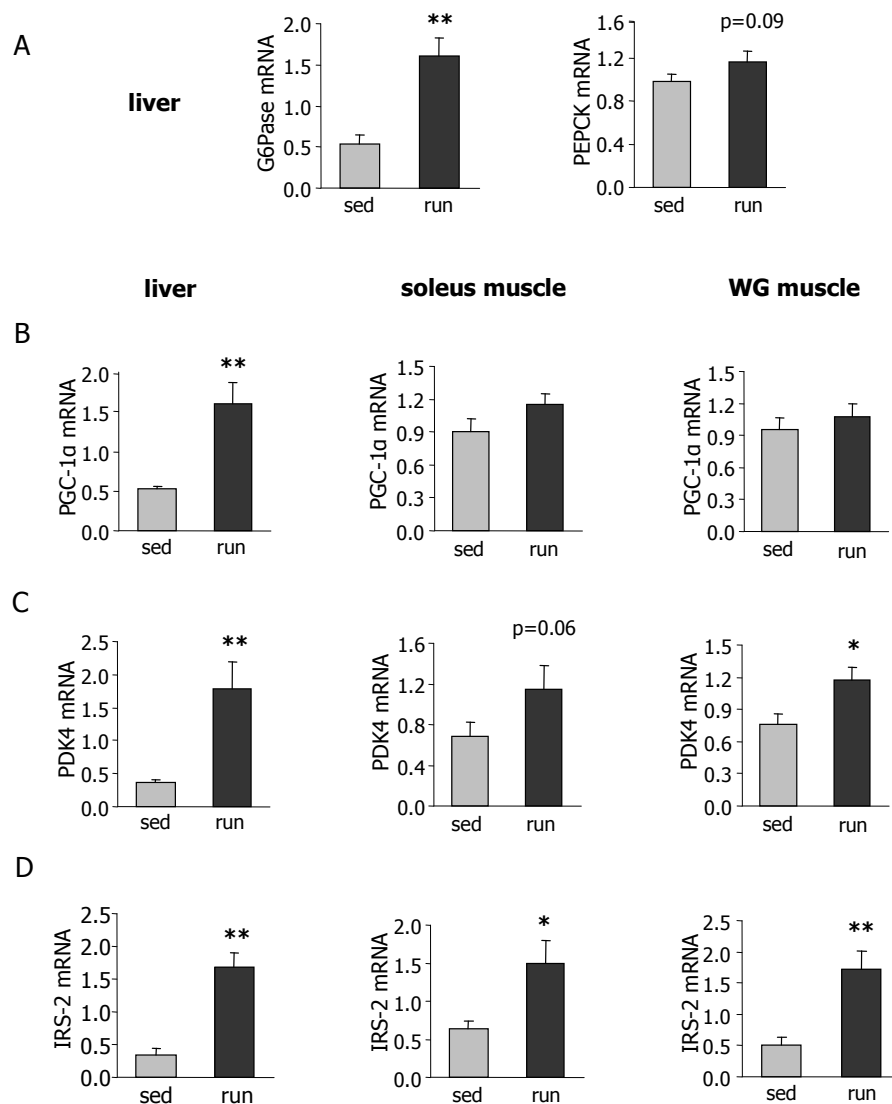 A
liver
G6Pase mRNA
2.0
1.5
1.0
0.5
0.0
**
sed run
PEPCK mRNA
1.6
1.2
0.8
0.4
0.0
p=0.09
sed run
liver soleus muscle WG muscle
B
PGC-1α mRNA
2.0
1.5
1.0
0.5
0.0
**
sed run
PGC-1α mRNA
1.5
1.2
0.9
1.2
0.3
0.0
sed run
PGC-1α mRNA
1.5
1.2
0.9
1.2
0.3
0.0
sed run
C
PDK4 mRNA
2.5
2.0
1.5
1.0
0.5
0.0
**
sed run
PDK4 mRNA
1.6
1.2
0.8
0.4
0.0
p=0.06
sed run
PDK4 mRNA
1.5
1.2
0.9
1.2
0.3
0.0
*
sed run
D
IRS-2 mRNA
2.5
2.0
1.5
1.0
0.5
0.0
**
sed run
IRS-2 mRNA
2.0
1.5
1.0
0.5
0.0
*
sed run
IRS-2 mRNA
2.5
2.0
1.5
1.0
0.5
0.0
**
sed run